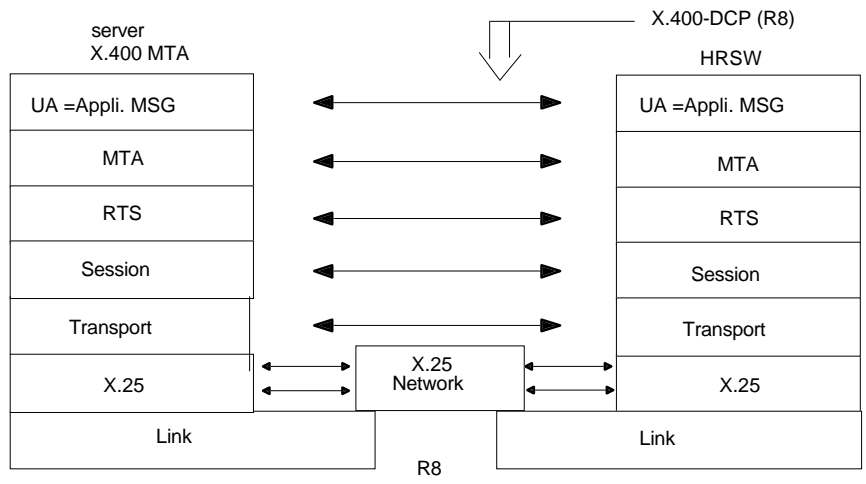 X.400-DCP (R8)
server
X.400 MTA
HRSW
UA =Appli. MSG
UA =Appli. MSG
MTA
MTA
RTS
RTS
Session
Session
Transport
Transport
X.25
X.25
Network
X.25
Link
Link
R8